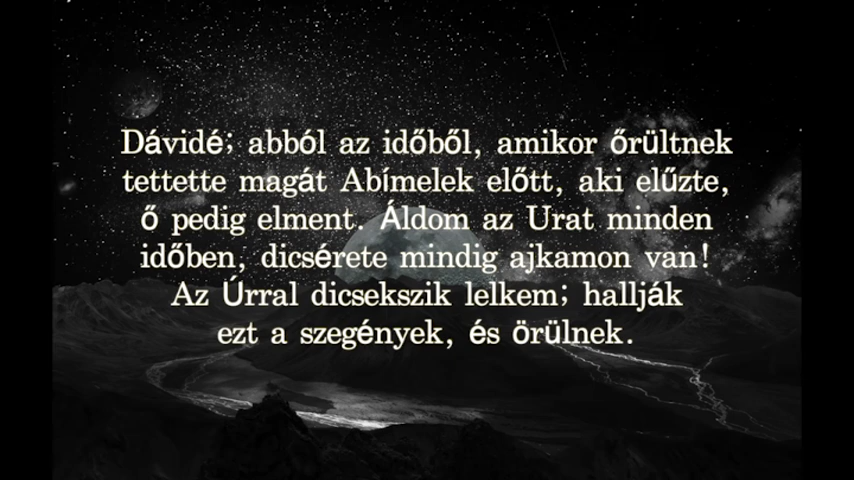 Dávidé; abból az időből, amikor őrültnek
tettette magát Abímelek előtt, aki elűzte,
ő pedig elment. Áldom az Urat minden
időben, dicsérete mindig ajkamon van!
Az Úrral dicsekszik lelkem; hallják
ezt a szegények, és örülnek.